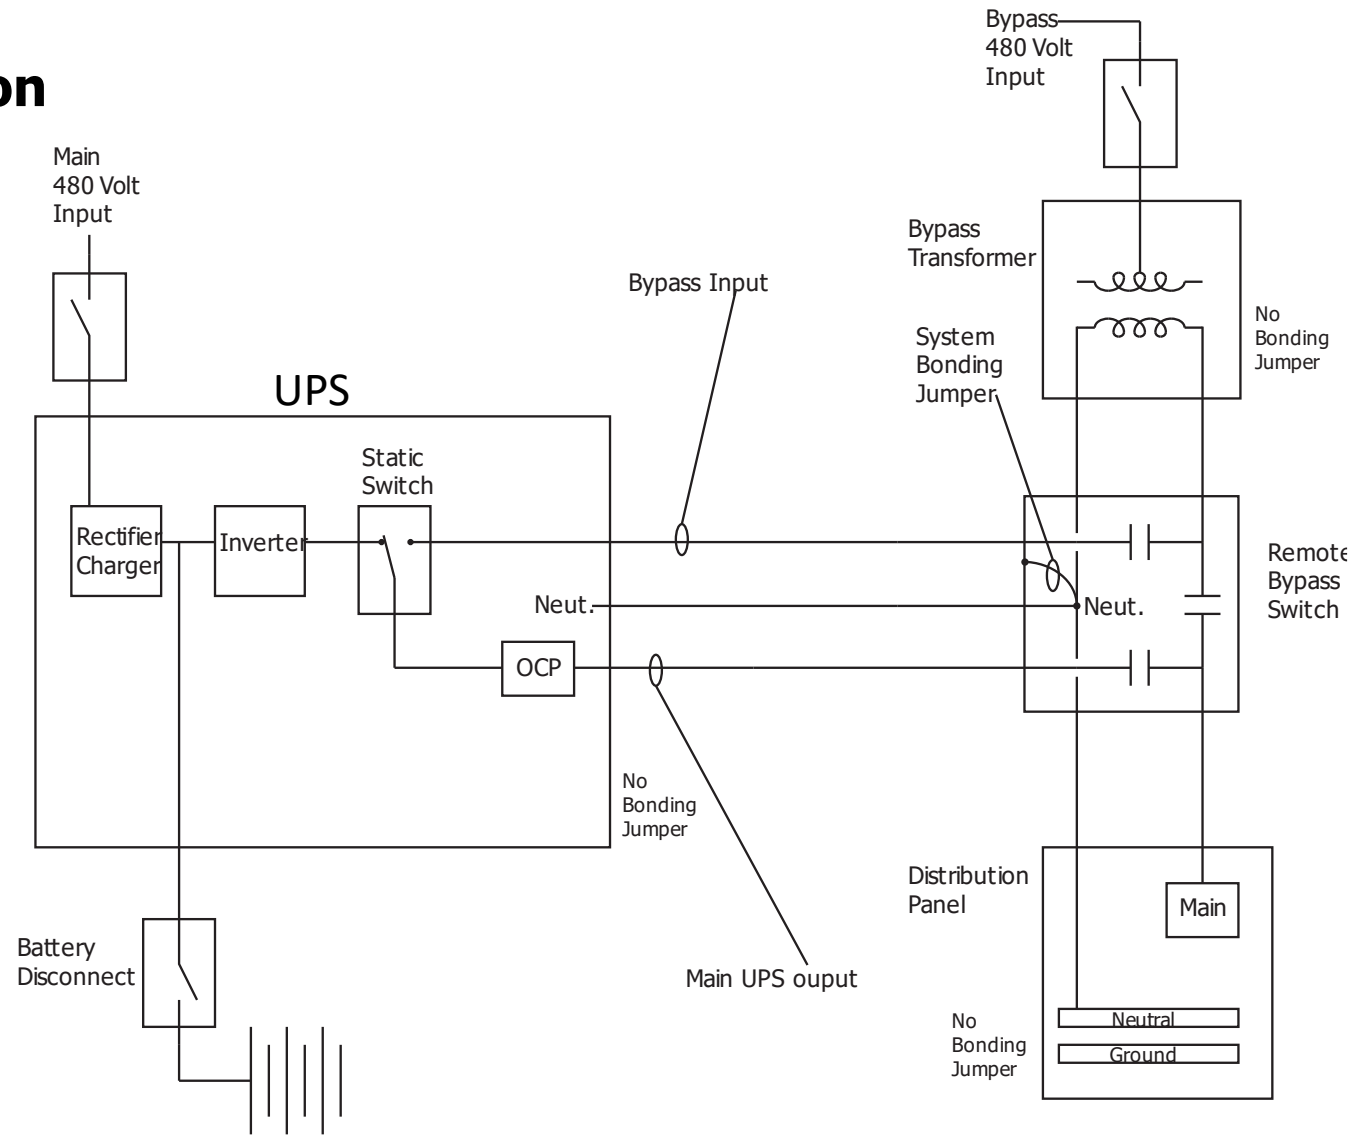 on
Bypass
480 Volt
Input
Main
480 Volt
Input
Bypass
Transformer
Bypass Input
No
Bonding
Jumper
System
Bonding
Jumper
UPS
Static
Switch
Rectifier
Charger
Inverter
Remote
Bypass
Switch
Neut.
Neut.
OCP
No
Bonding
Jumper
Distribution
Panel
Main
Battery
Disconnect
Main UPS ouput
No
Bonding
Jumper
Neutral
Ground